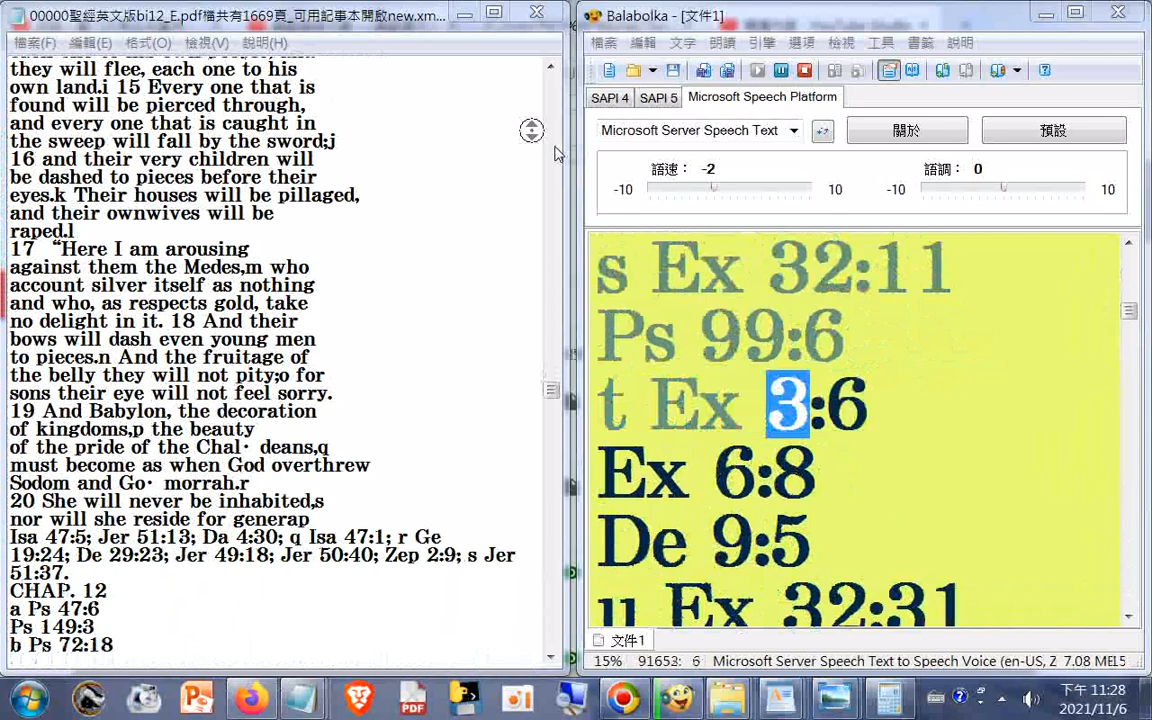 00000聖經英文版bi12_E.pdf檔共有1669頁_可用記事本開啟new.xm...
檔案(F) 編輯(E) 格式(O) 檢視(V) 說明(H)
they will flee, each one to his
own land.i 15 Every one that is
found will be pierced through,
and every one that is caught in
the sweep will fall by the sword;j
16 and their very children will
be dashed to pieces before their
eyes.k Their houses will be pillaged,
and their ownwives will be
raped.l
17 “Here I am arousing
against them the Medes,m who
account silver itself as nothing
and who, as respects gold, take
no delight in it. 18 And their
bows will dash even young men
to pieces.n And the fruitage of
the belly they will not pity;o for
sons their eye will not feel sorry.
19 And Babylon, the decoration
of kingdoms,p the beauty
of the pride of the Chal· deans,q
must become as when God overthrew
Sodom and Go· morrah.r
20 She will never be inhabited,s
nor will she reside for generap
Isa 47:5; Jer 51:13; Da 4:30; q Isa 47:1; r Ge
19:24; De 29:23; Jer 49:18; Jer 50:40; Zep 2:9; s Jer
51:37.
CHAP. 12
a Ps 47:6
Ps 149:3
b Ps 72:18
Balabolka - [文件1]
檔案 編輯 文字 朗讀 引擎 選項 檢視 工具 書籤 說明
SAPI 4 SAPI 5 Microsoft Speech Platform
Microsoft Server Speech Text 關於 預設
語速: -2 語調: 0
-10 10 -10 10
s Ex 32:11
Ps 99:6
t Ex 3:6
Ex 6:8
De 9:5
u Ex 32:31
文件1
15% 91653: 6 Microsoft Server Speech Text to Speech Voice (en-US, Z 7.08 ME
下午 11:28
2021/11/6